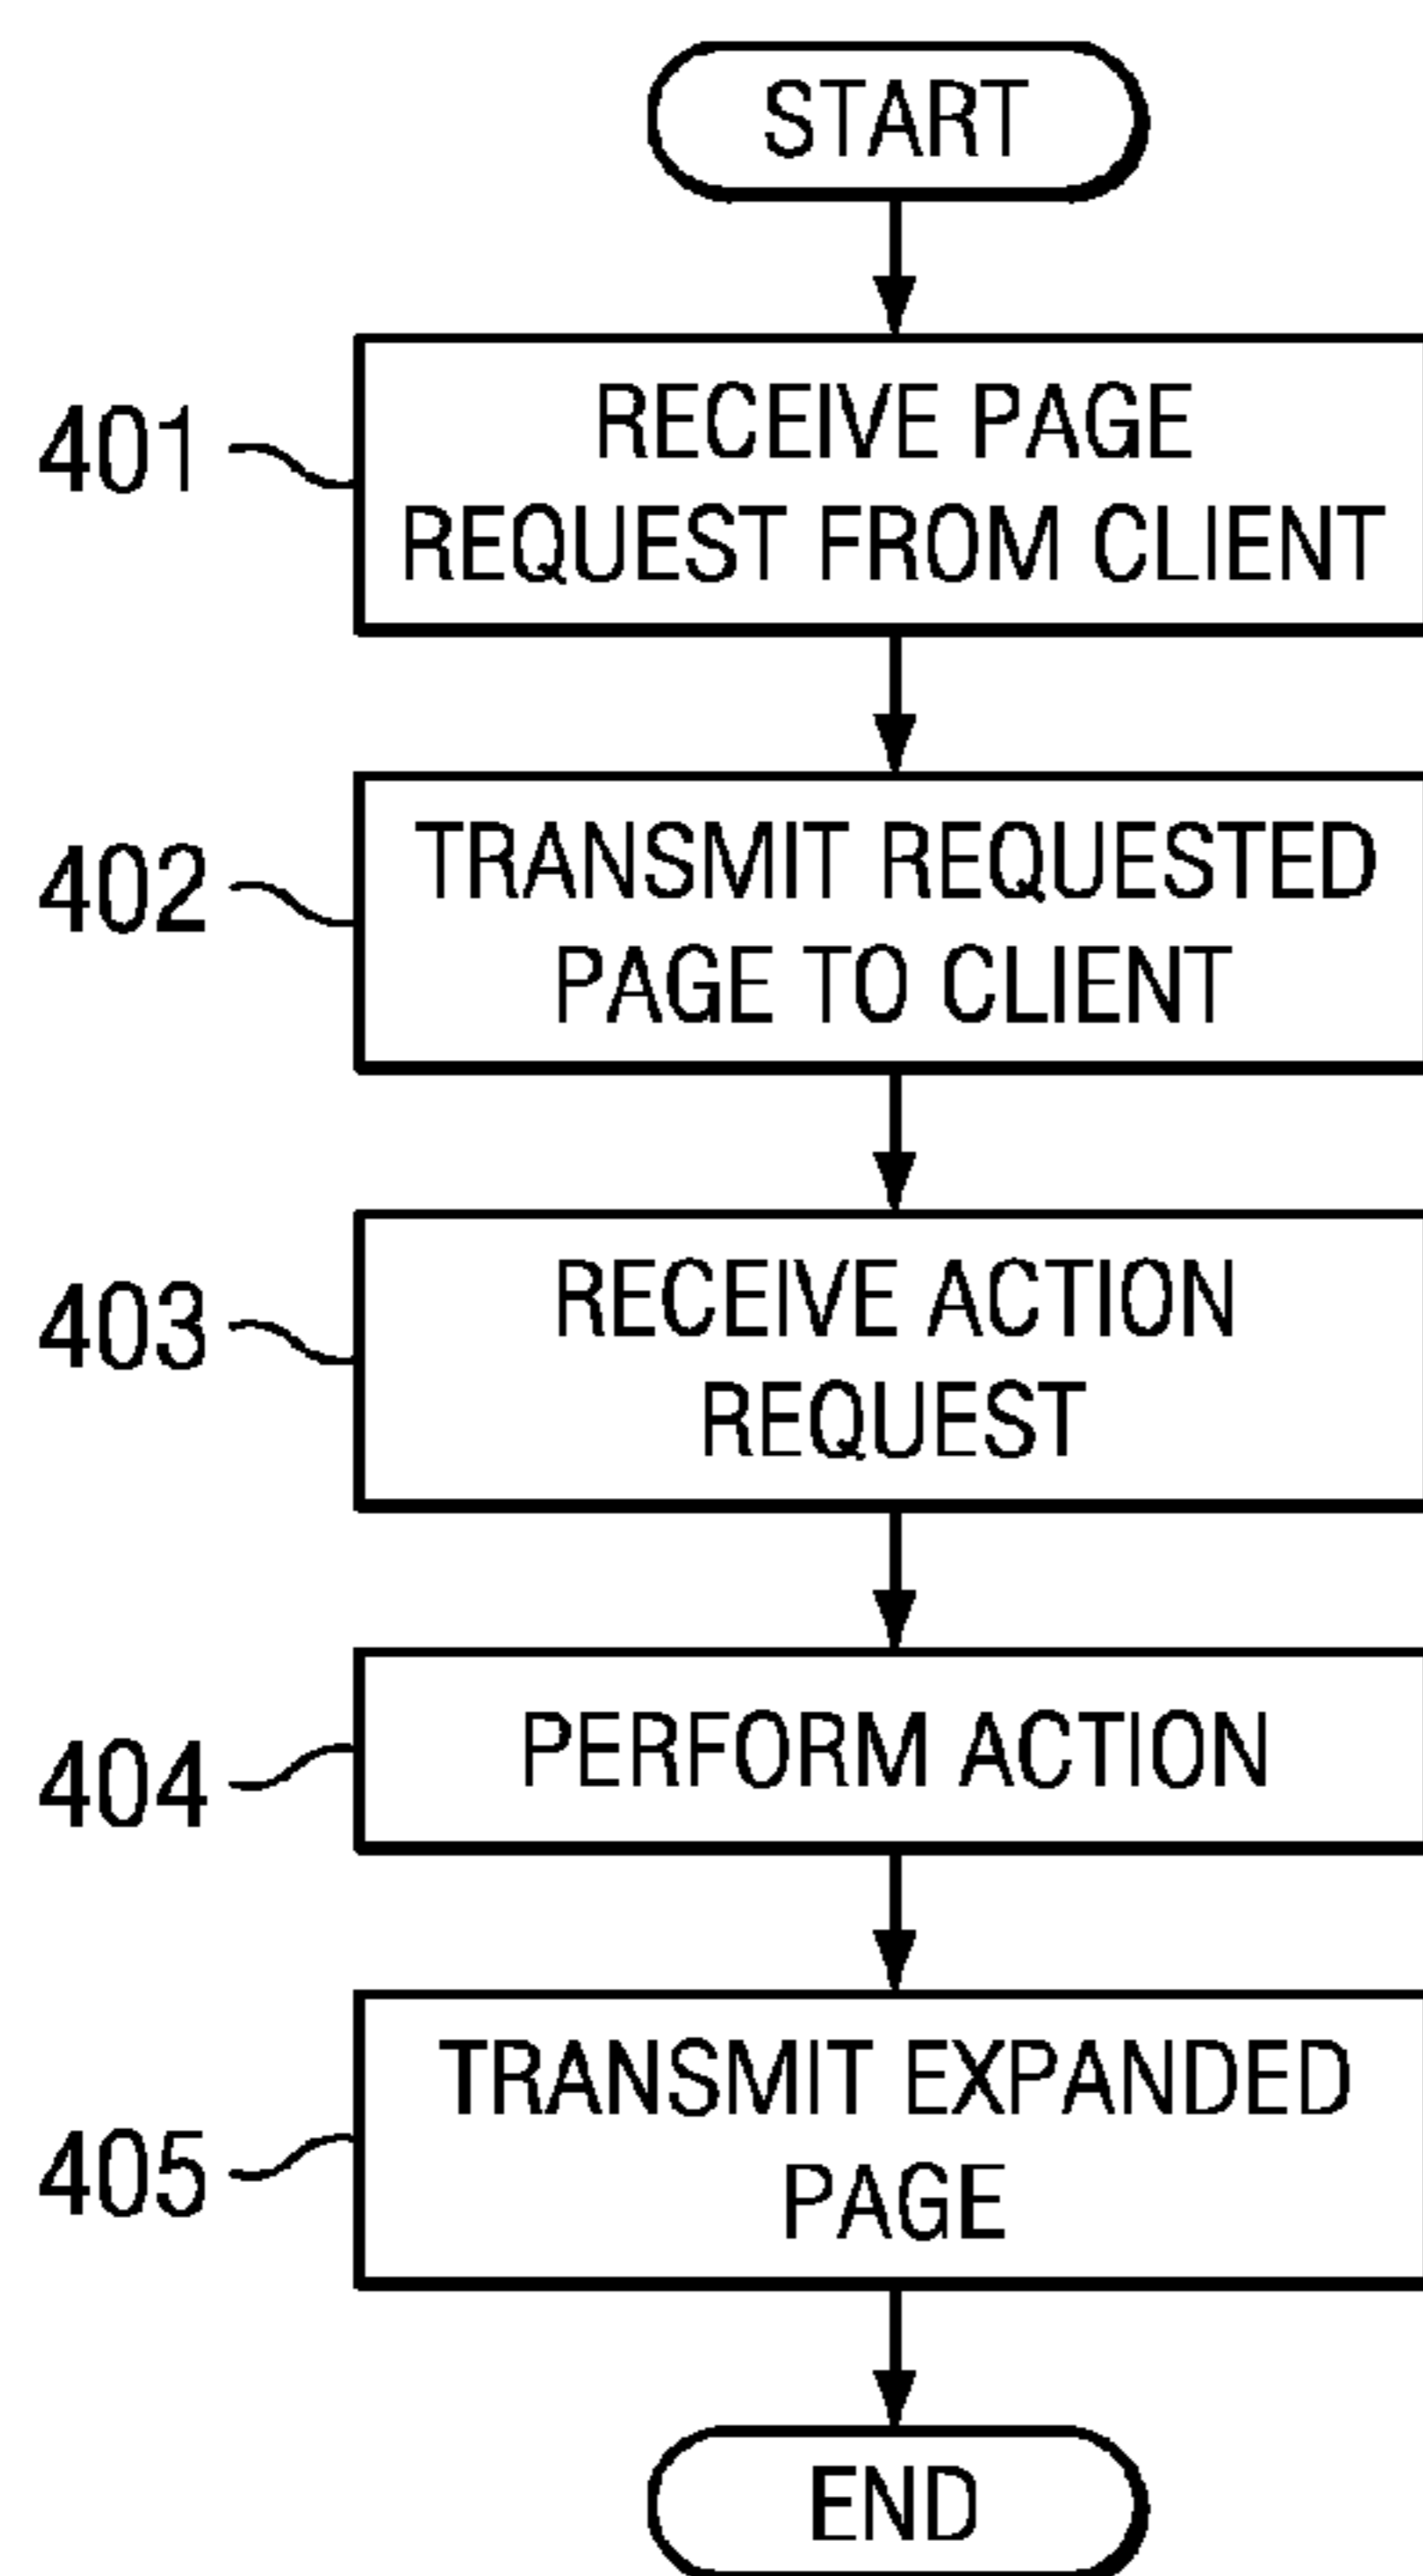 START
401
RECEIVE PAGE
REQUEST FROM CLIENT
402
TRANSMIT REQUESTED
PAGE TO CLIENT
403
RECEIVE ACTION
REQUEST
404
PERFORM ACTION
405
TRANSMIT EXPANDED
PAGE
END